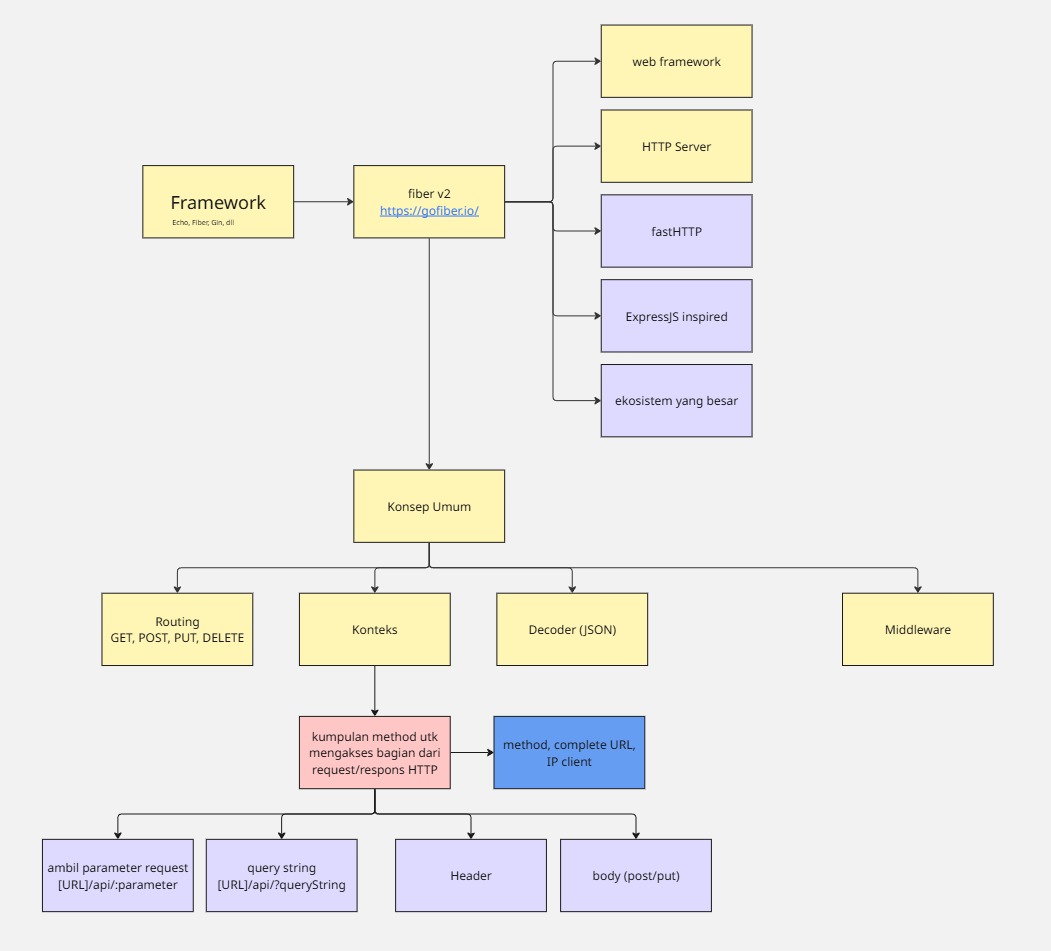 web framework
HTTP Server
Framework
Echo, Fiber, Gin, dll
fiber v2
https://gofiber.io/
fastHTTP
ExpressJS inspired
ekosistem yang besar
Konsep Umum
Routing
GET, POST, PUT, DELETE
Konteks
Decoder (JSON)
Middleware
kumpulan method utk
mengakses bagian dari
request/respons HTTP
method, complete URL,
IP client
ambil parameter request
[URL]/api/:parameter
query string
[URL]/api/?queryString
Header
body (post/put)